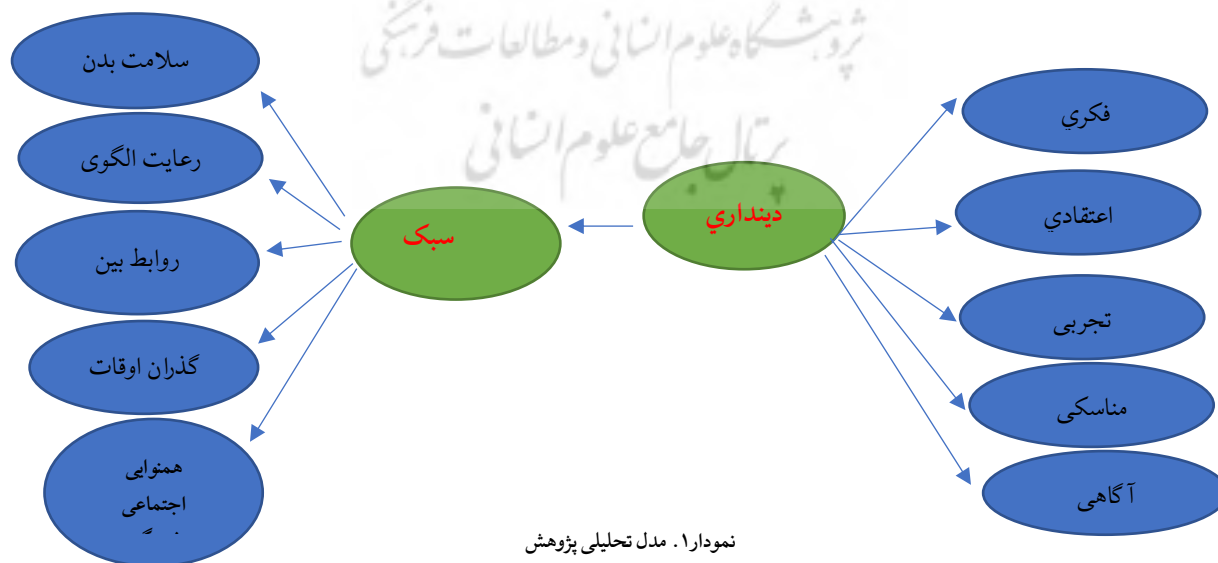 پژوهشگاه علوم انسانی و مطالعات فرهنگی
پرتال جامع علوم انسانی
فكري
اعتقادي
تجربی
مناسکی
آگاهی
دينداري
سبک
سلامت بدن
رعایت الگوی
روابط بین
گذران اوقات
همنوایی
اجتماعی
نمودار۱. مدل تحلیلی پژوهش